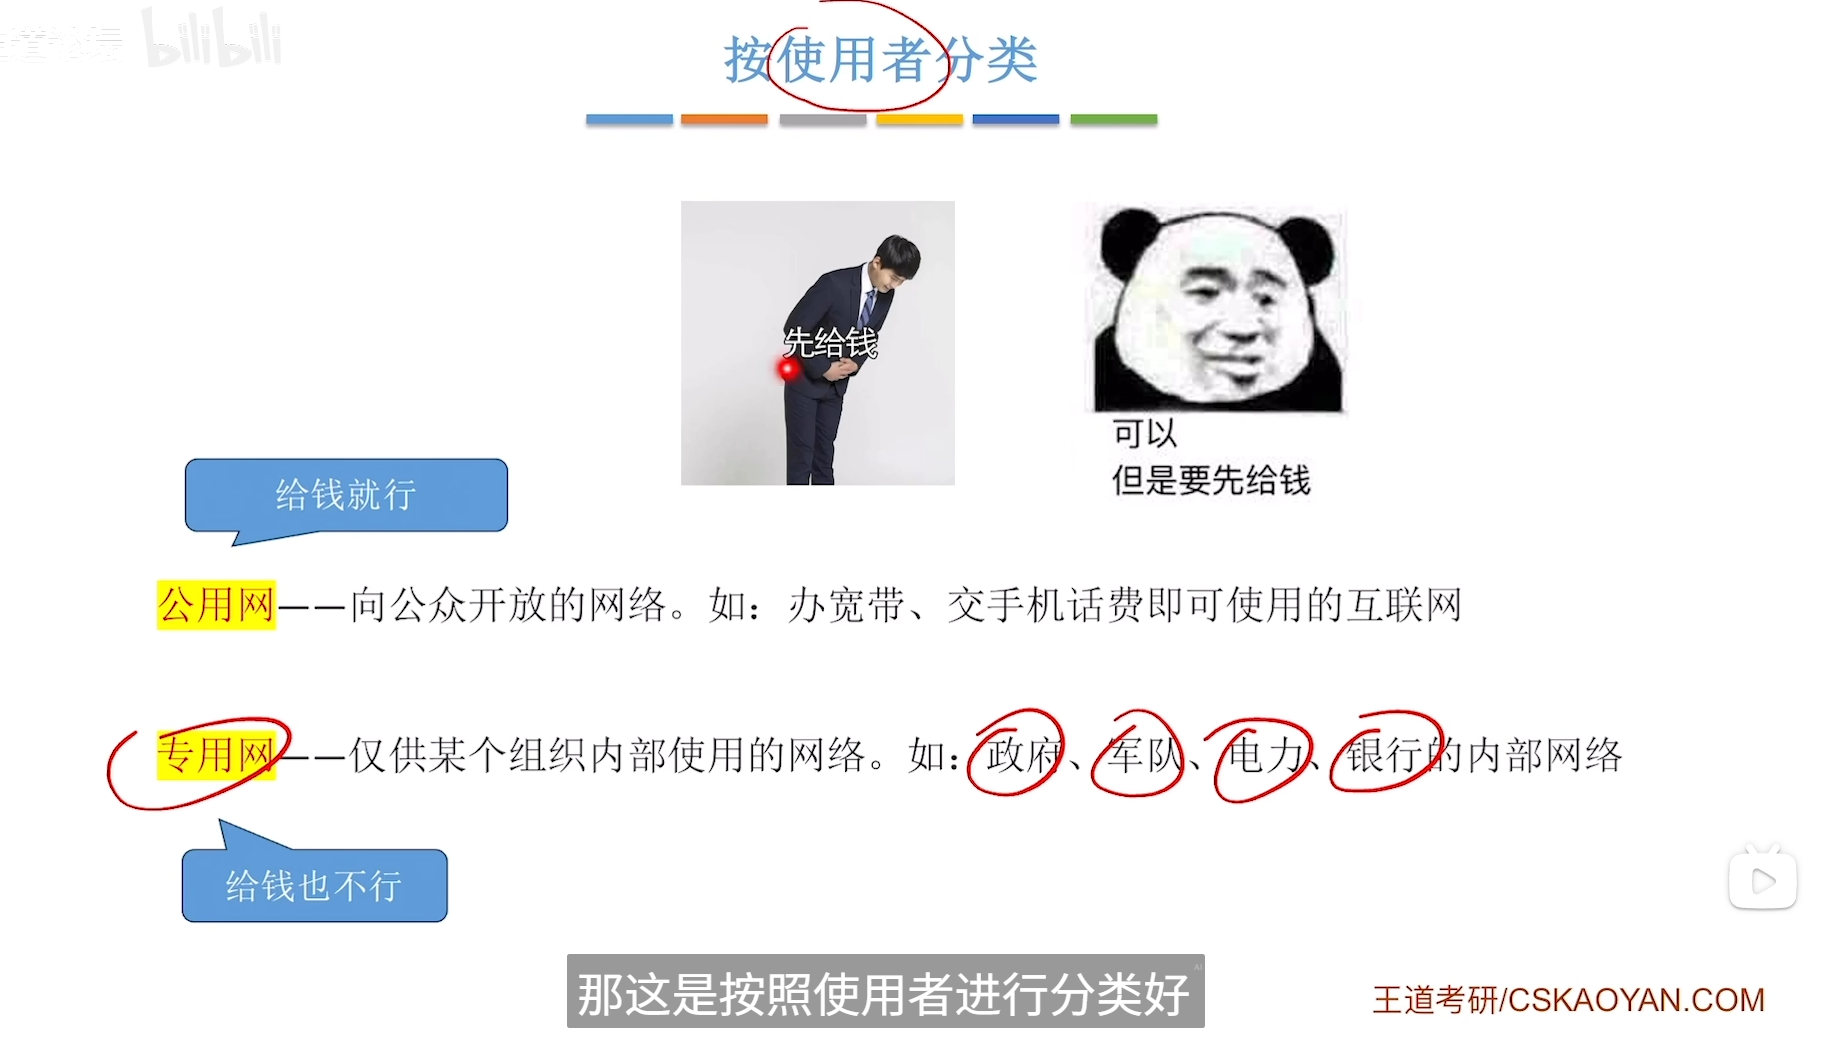 bilibili
按使用者分类
先给钱
可以
但是要先给钱
给钱就行
公用网——向公众开放的网络。如：办宽带、交手机话费即可使用的互联网
专用网——仅供某个组织内部使用的网络。如：政府、军队、电力、银行的内部网络
给钱也不行
那这是按照使用者进行分类好
AI
王道考研/CSKAOYAN.COM